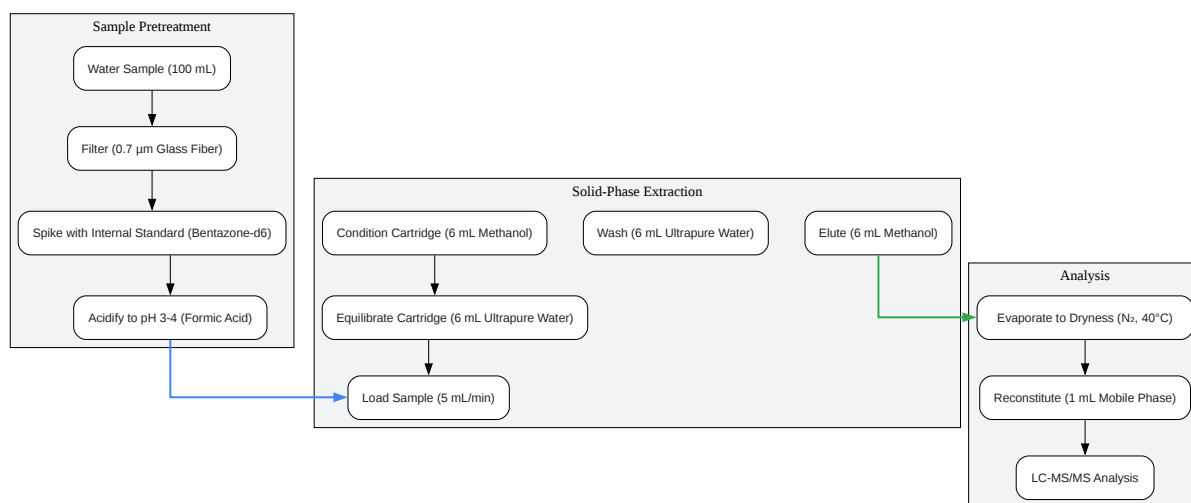 Sample Pretreatment
Water Sample (100 mL)
Filter (0.7 µm Glass Fiber)
Spike with Internal Standard (Bentazone-d6)
Acidify to pH 3-4 (Formic Acid)
Solid-Phase Extraction
Condition Cartridge (6 mL Methanol)
Wash (6 mL Ultrapure Water)
Elute (6 mL Methanol)
Equilibrate Cartridge (6 mL Ultrapure Water)
Load Sample (5 mL/min)
Analysis
Evaporate to Dryness (N₂, 40°C)
Reconstitute (1 mL Mobile Phase)
LC-MS/MS Analysis